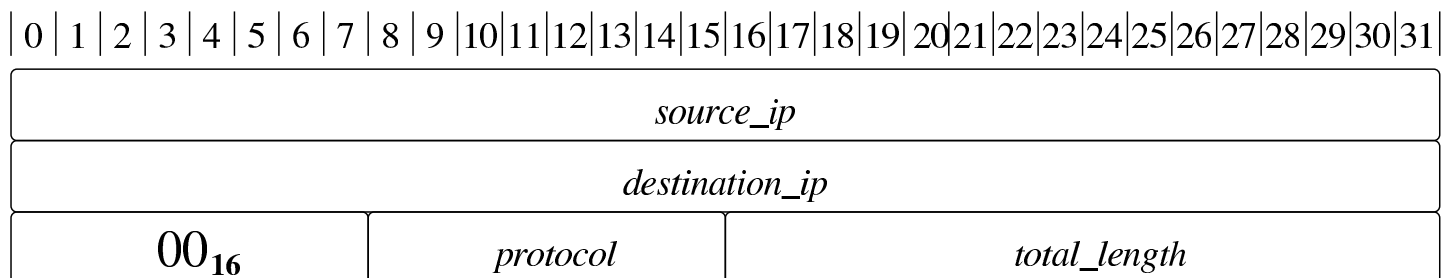 0 1 2 3 4 5 6 7 8 9 10 11 12 13 14 15 16 17 18 19 20 21 22 23 24 25 26 27 28 29 30 31
source_ip
destination_ip
00₁₆ protocol total_length